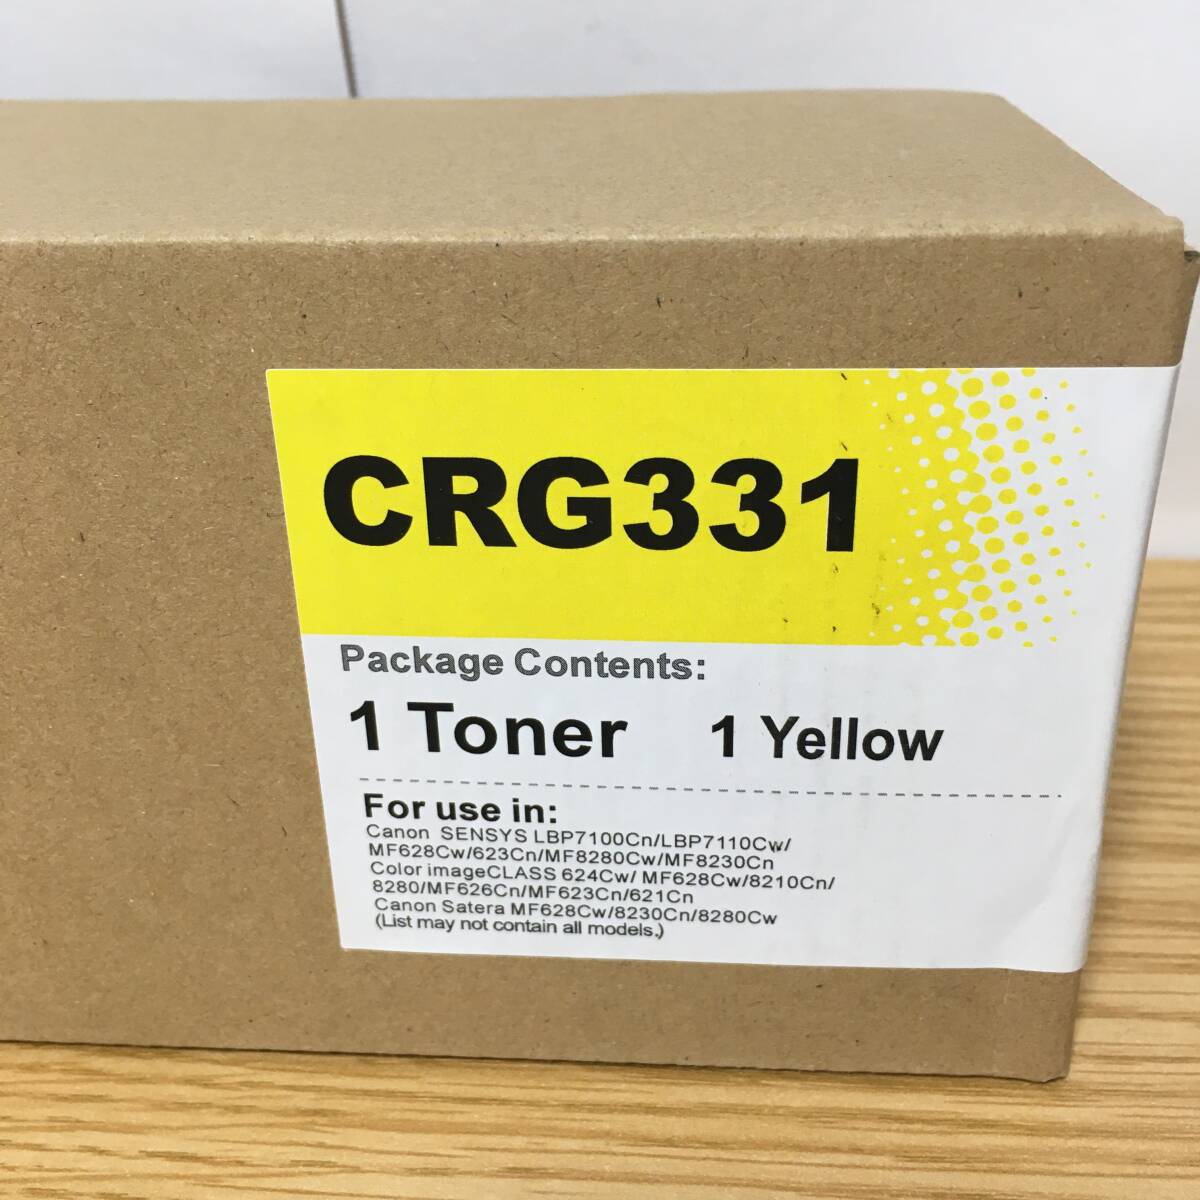 CRG331
Package Contents:
1 Toner 1 Yellow
For use in:
Canon SENSYS LBP7100Cn/LBP7110Cw/
MF628Cw/623Cn/MF8280Cw/MF8230Cn
Color imageCLASS 624Cw/ MF628Cw/8210Cn/
8280/MF626Cn/MF623Cn/621Cn
Canon Satera MF628Cw/8230Cn/8280Cw
(List may not contain all models.)